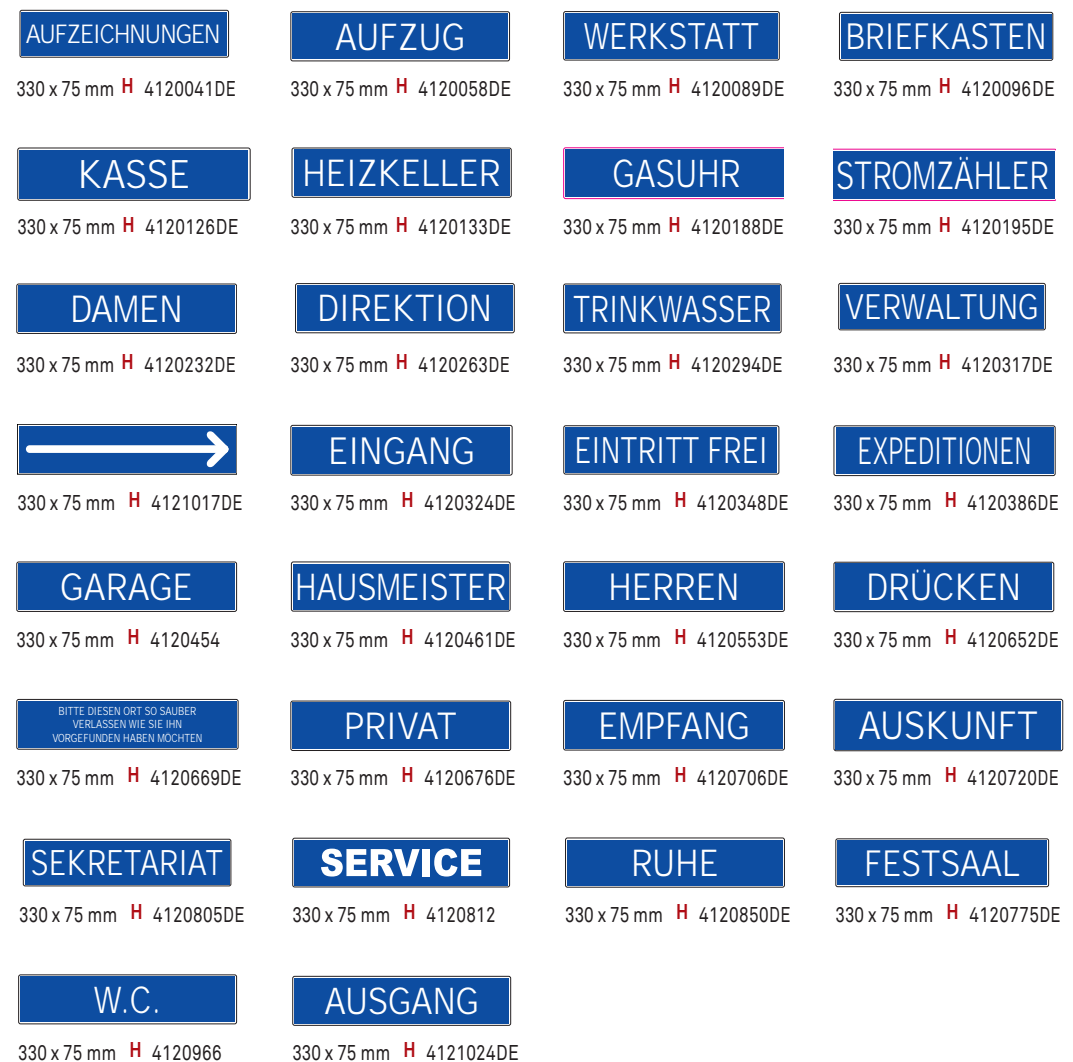 AUFZEICHNUNGEN
AUFZUG
WERKSTATT
BRIEFKASTEN
330 x 75 mm H 4120041DE
330 x 75 mm H 4120058DE
330 x 75 mm H 4120089DE
330 x 75 mm H 4120096DE
KASSE
HEIZKELLER
GASUHR
STROMZÄHLER
330 x 75 mm H 4120126DE
330 x 75 mm H 4120133DE
330 x 75 mm H 4120188DE
330 x 75 mm H 4120195DE
DAMEN
DIREKTION
TRINKWASSER
VERWALTUNG
330 x 75 mm H 4120232DE
330 x 75 mm H 4120263DE
330 x 75 mm H 4120294DE
330 x 75 mm H 4120317DE
EINGANG
EINTRITT FREI
EXPEDITIONEN
330 x 75 mm H 4121017DE
330 x 75 mm H 4120324DE
330 x 75 mm H 4120348DE
330 x 75 mm H 4120386DE
GARAGE
HAUSMEISTER
HERREN
DRÜCKEN
330 x 75 mm H 4120454
330 x 75 mm H 4120461DE
330 x 75 mm H 4120553DE
330 x 75 mm H 4120652DE
BITTE DIESEN ORT SO SAUBER
VERLASSEN WIE SIE IHN
VORGEFUNDEN HABEN MÖCHTEN
PRIVAT
EMPFANG
AUSKUNFT
330 x 75 mm H 4120669DE
330 x 75 mm H 4120676DE
330 x 75 mm H 4120706DE
330 x 75 mm H 4120720DE
SEKRETARIAT
SERVICE
RUHE
FESTSAAL
330 x 75 mm H 4120805DE
330 x 75 mm H 4120812
330 x 75 mm H 4120850DE
330 x 75 mm H 4120775DE
W.C.
AUSGANG
330 x 75 mm H 4120966
330 x 75 mm H 4121024DE